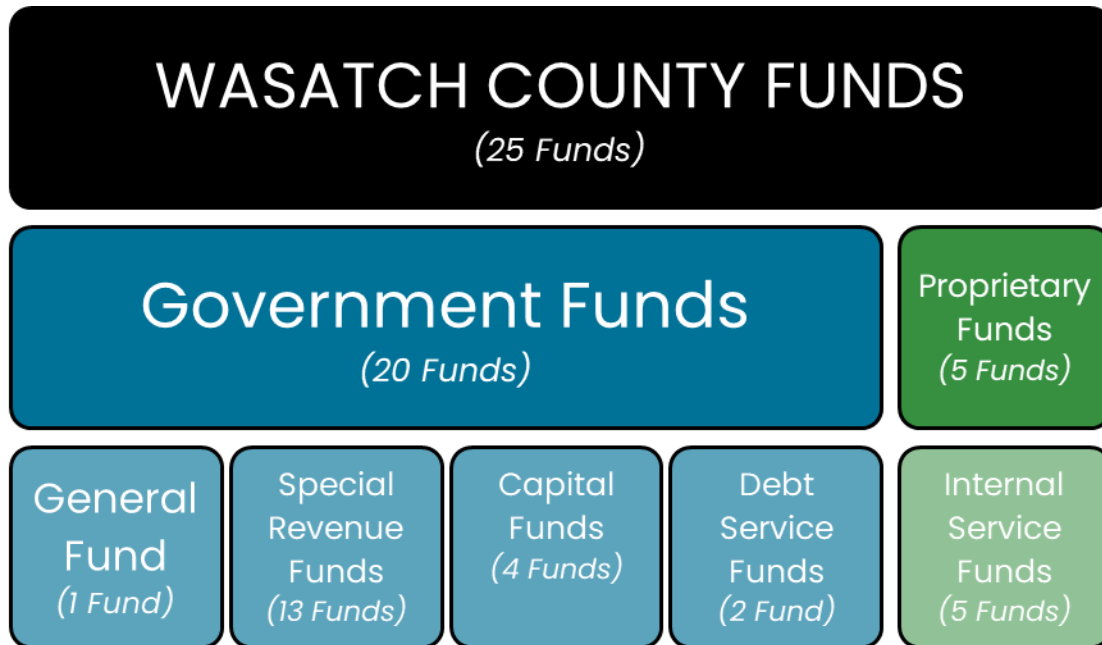 WASATCH COUNTY FUNDS
(25 Funds)
Government Funds
(20 Funds)
Proprietary
Funds
(5 Funds)
General
Fund
(1 Fund)
Special
Revenue
Funds
(13 Funds)
Capital
Funds
(4 Funds)
Debt
Service
Funds
(2 Fund)
Internal
Service
Funds
(5 Funds)